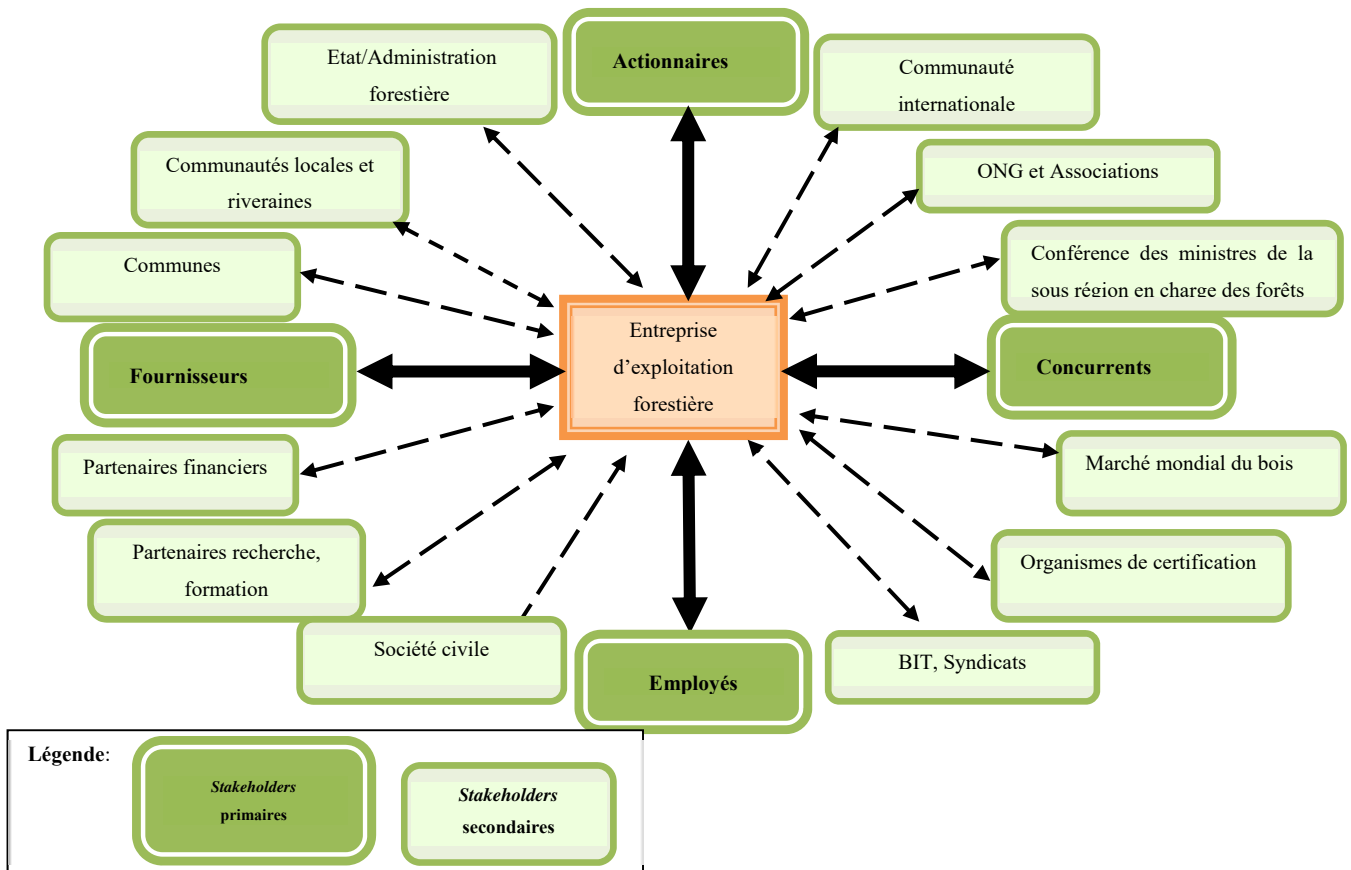 Etat/Administration
forestière
Actionnaires
Communauté
internationale
Communautés locales et
riveraines
ONG et Associations
Communes
Conférence des ministres de la
sous région en charge des forêts
Entreprise
d’exploitation
forestière
Fournisseurs
Concurrents
Partenaires financiers
Marché mondial du bois
Partenaires recherche,
formation
Organismes de certification
Société civile
Employés
BIT, Syndicats
Légende:
Stakeholders
primaires
Stakeholders
secondaires